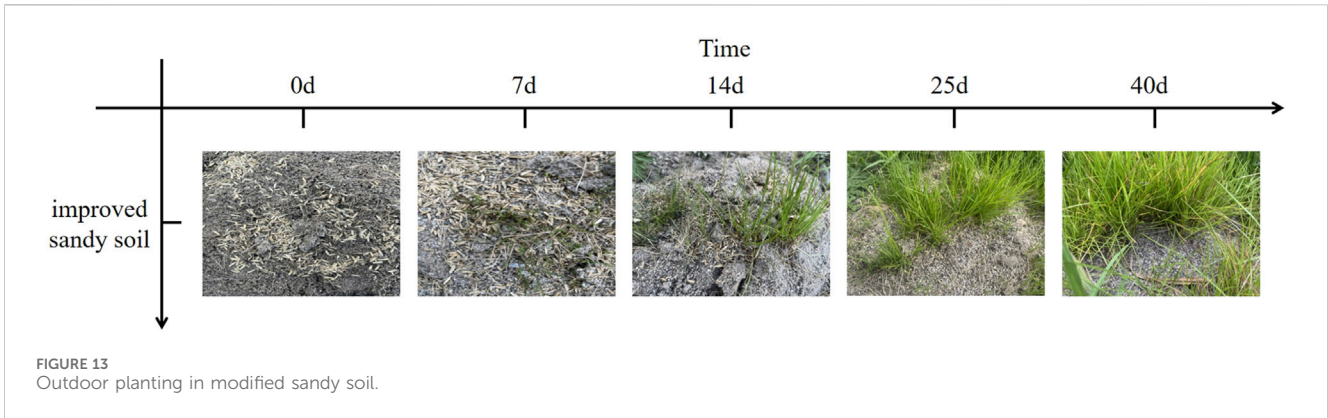 Time
0d 7d 14d 25d 40d
improved
sandy soil
FIGURE 13
Outdoor planting in modified sandy soil.